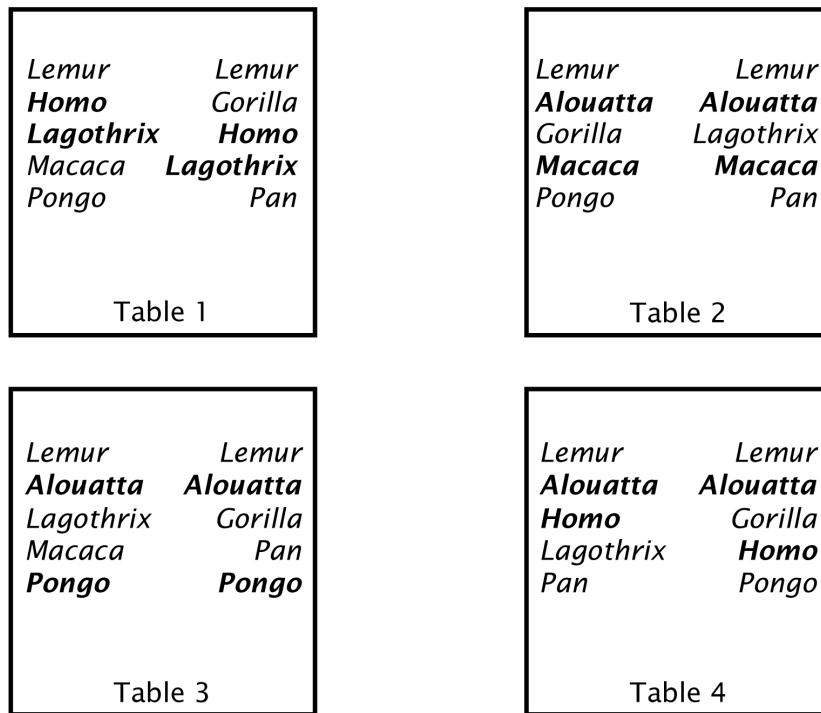 Lemur Lemur
Homo Gorilla
Lagothrix Homo
Macaca Lagothrix
Pongo Pan
Table 1
Lemur Lemur
Alouatta Alouatta
Gorilla Lagothrix
Macaca Macaca
Pongo Pan
Table 2
Lemur Lemur
Alouatta Alouatta
Lagothrix Gorilla
Macaca Pan
Pongo Pongo
Table 3
Lemur Lemur
Alouatta Alouatta
Homo Gorilla
Lagothrix Homo
Pan Pongo
Table 4